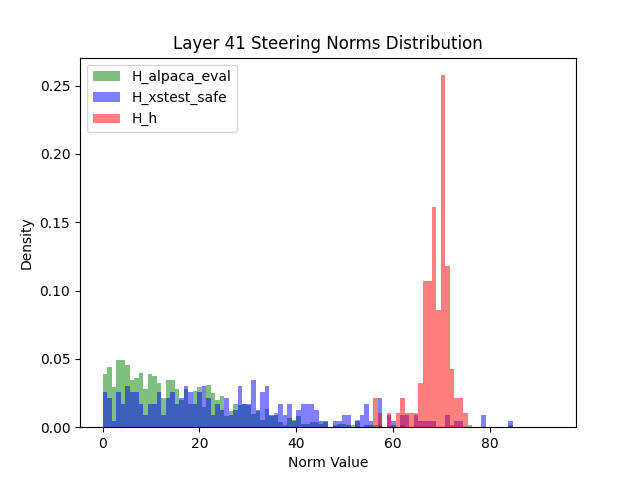 Layer 41 Steering Norms Distribution
H_alpaca_eval
H_xstest_safe
H_h
Density
0.25
0.20
0.15
0.10
0.05
0.00
0
20
40
60
80
Norm Value